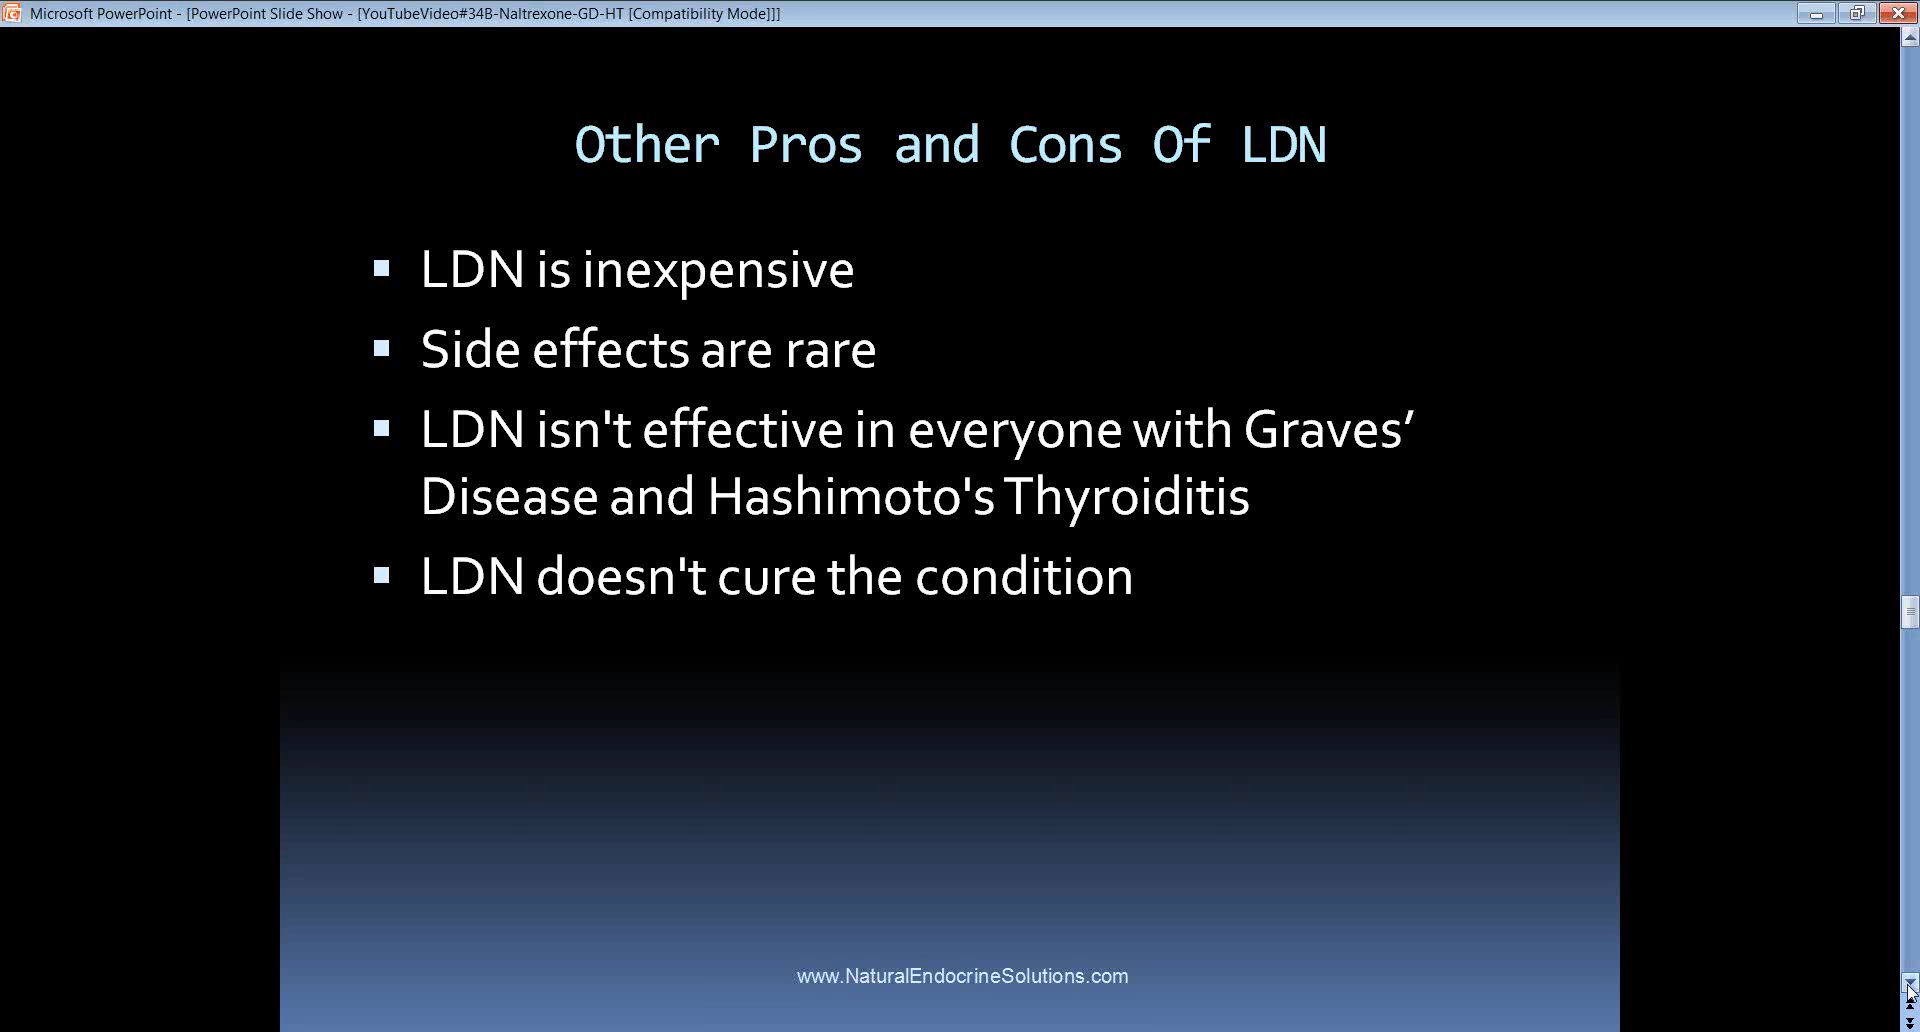 Microsoft PowerPoint - [PowerPoint Slide Show - [YouTubeVideo#34B-Naltrexone-GD-HT [Compatibility Mode]]]
Other Pros and Cons Of LDN
LDN is inexpensive
Side effects are rare
LDN isn't effective in everyone with Graves’
Disease and Hashimoto's Thyroiditis
LDN doesn't cure the condition
www.NaturalEndocrineSolutions.com